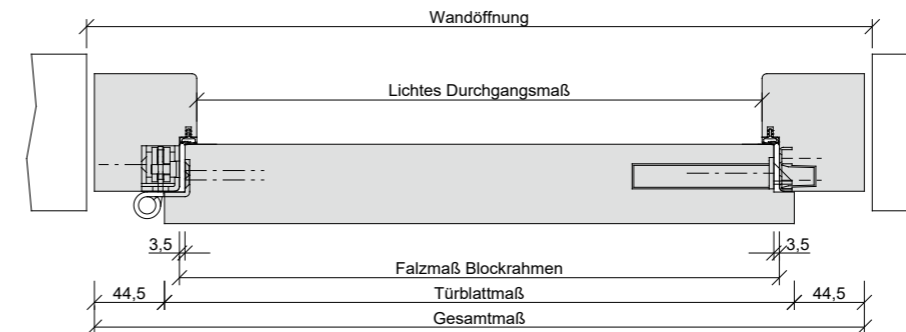 Wandöffnung
Lichtes Durchgangsmaß
3,5 3,5
Falzmaß Blockrahmen
44,5 Türblattmaß 44,5
Gesamtmaß